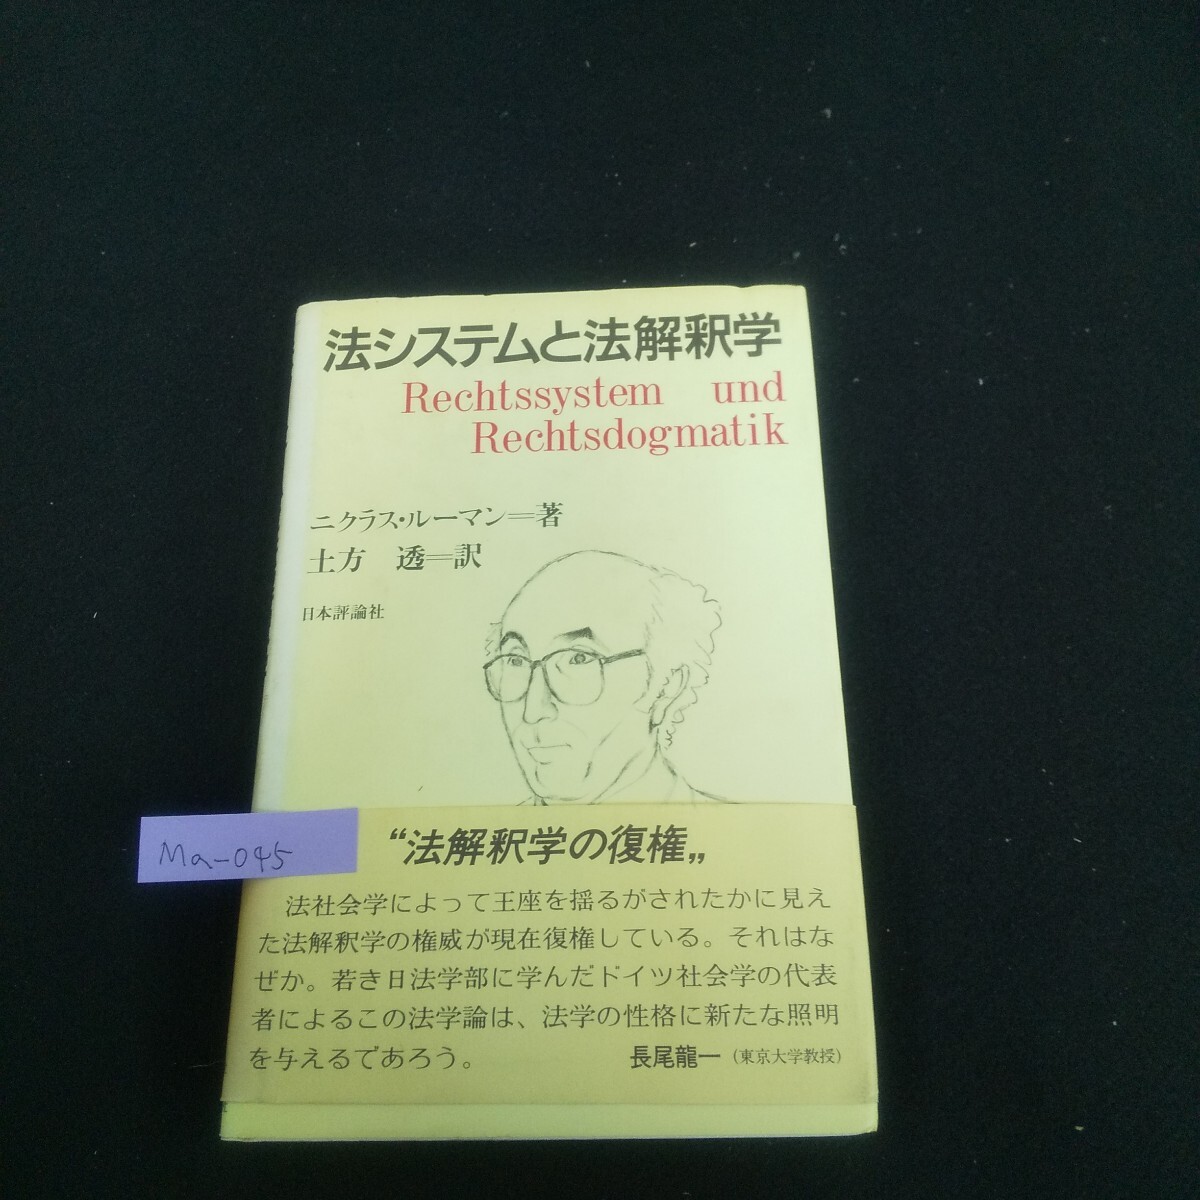 法システムと法解釈学
Rechtssystem und
Rechtsdogmatik
ニクラス・ルーマン＝著
土方 透＝訳
日本評論社
Ma-045
“法解釈学の復権„
法社会学によって王座を揺るがされたかに見え
た法解釈学の権威が現在復権している。それはな
ぜか。若き日法学部に学んだドイツ社会学の代表
者によるこの法学論は、法学の性格に新たな照明
を与えるであろう。 長尾龍一（東京大学教授）